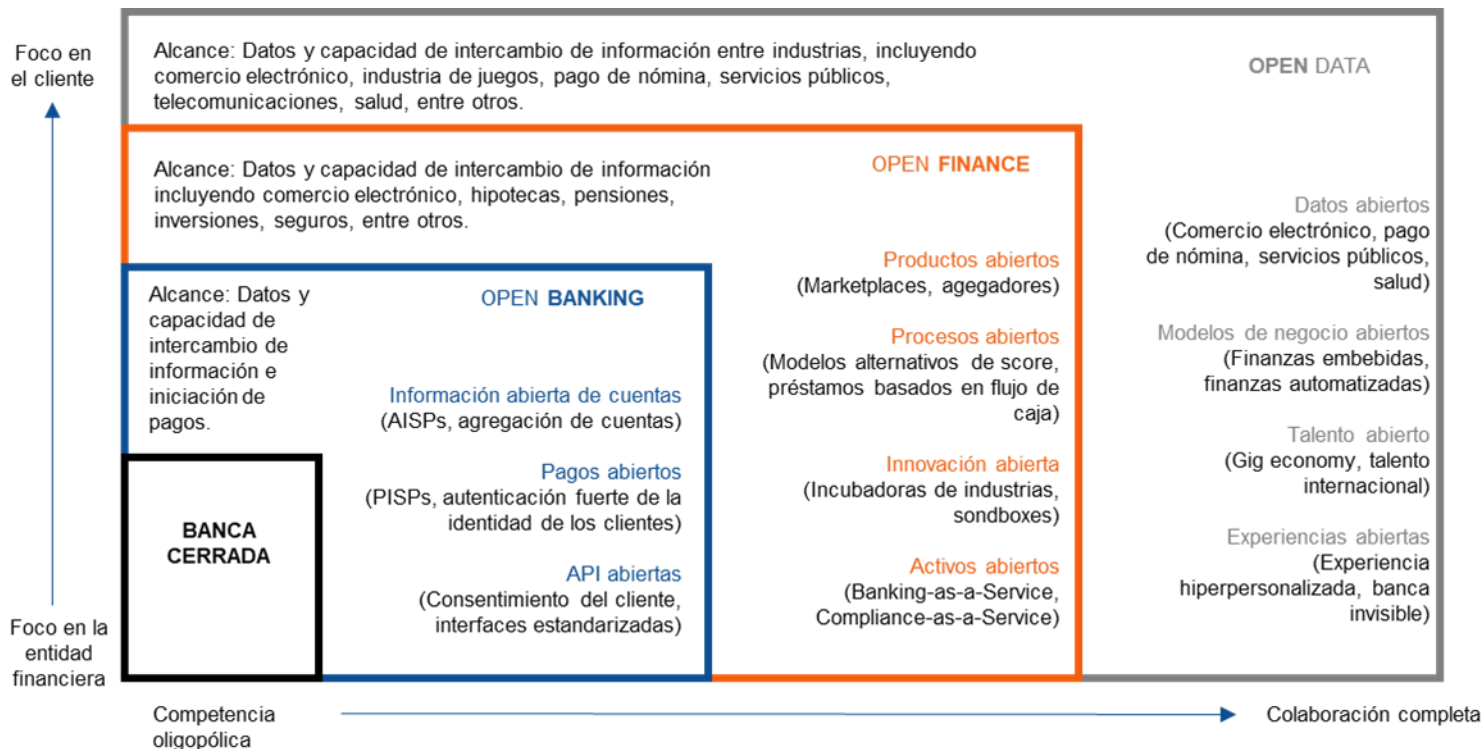 Foco en
el cliente
Alcance: Datos y capacidad de intercambio de información entre industrias, incluyendo
comercio electrónico, industria de juegos, pago de nómina, servicios públicos,
telecomunicaciones, salud, entre otros.
OPEN DATA
Alcance: Datos y capacidad de intercambio de información
incluyendo comercio electrónico, hipotecas, pensiones,
inversiones, seguros, entre otros.
OPEN FINANCE
Productos abiertos
(Marketplaces, agegadores)
Procesos abiertos
(Modelos alternativos de score,
préstamos basados en flujo de
caja)
Innovación abierta
(Incubadoras de industrias,
sondboxes)
Activos abiertos
(Banking-as-a-Service,
Compliance-as-a-Service)
Datos abiertos
(Comercio electrónico, pago
de nómina, servicios públicos,
salud)
Modelos de negocio abiertos
(Finanzas embebidas,
finanzas automatizadas)
Talento abierto
(Gig economy, talento
internacional)
Experiencias abiertas
(Experiencia
hiperpersonalizada, banca
invisible)
Alcance: Datos y
capacidad de
intercambio de
información e
iniciación de
pagos.
OPEN BANKING
Información abierta de cuentas
(AISPs, agregación de cuentas)
Pagos abiertos
(PISPs, autenticación fuerte de la
identidad de los clientes)
API abiertas
(Consentimiento del cliente,
interfaces estandarizadas)
BANCA
CERRADA
Foco en la
entidad
financiera
Competencia
oligopólica
Colaboración completa